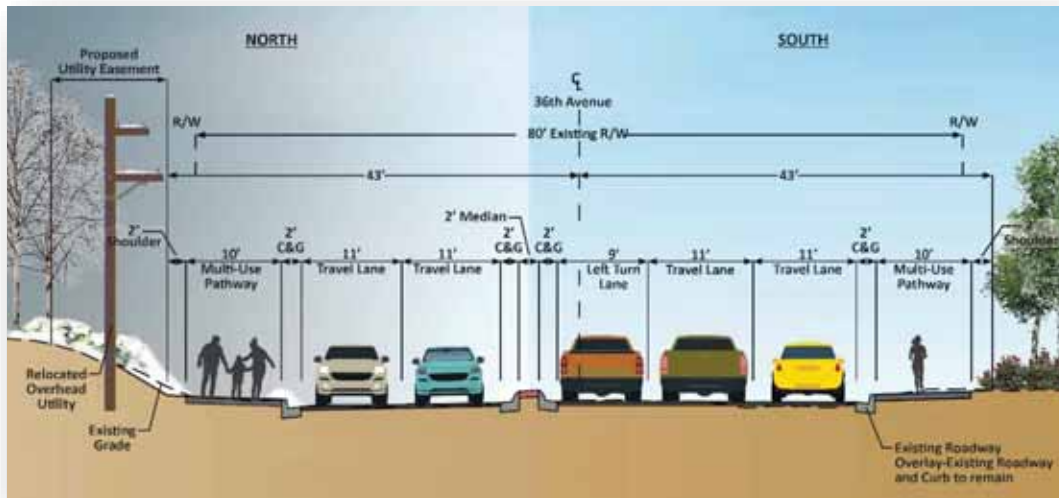 NORTH
SOUTH
Proposed
Utility Easement
℄
36th Avenue
R/W
R/W
80' Existing R/W
43'
43'
2'
Shoulder
10'
Multi-Use
Pathway
2'
C&G
11'
Travel Lane
11'
Travel Lane
2'
C&G
2' Median
2'
C&G
9'
Left Turn
Lane
11'
Travel Lane
11'
Travel Lane
2'
C&G
10'
Multi-Use
Pathway
2'
Shoulder
Relocated
Overhead
Utility
Existing
Grade
Existing Roadway
Overlay-Existing Roadway
and Curb to remain